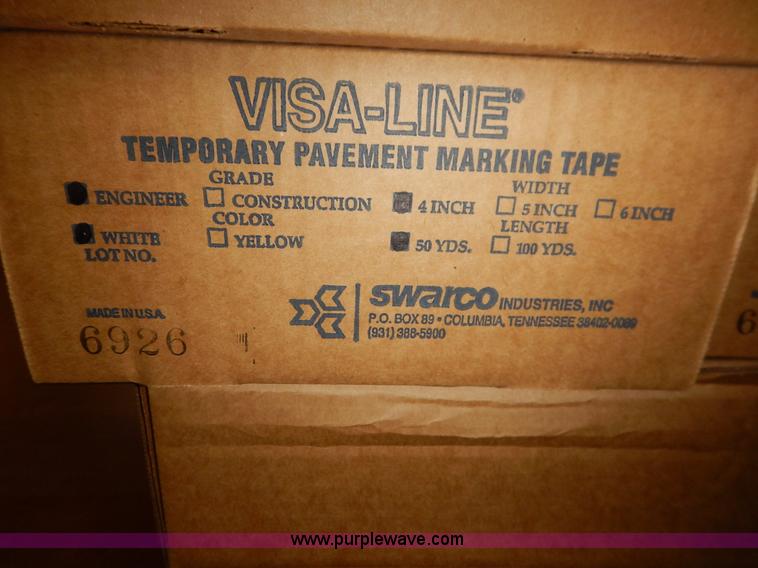 VISA-LINE®
TEMPORARY PAVEMENT MARKING TAPE
GRADE WIDTH
ENGINEER CONSTRUCTION 4 INCH 5 INCH 6 INCH
COLOR LENGTH
WHITE YELLOW 50 YDS. 100 YDS.
LOT NO.
swarco INDUSTRIES, INC
MADE IN U.S.A. P.O. BOX 89 • COLUMBIA, TENNESSEE 38402-0089
6926 (931) 388-5900
6
www.purplewave.com